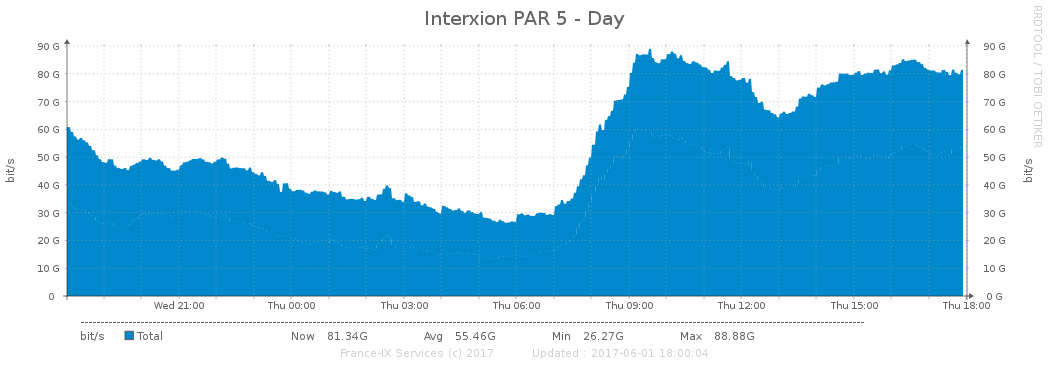 Interxion PAR 5 - Day
RRDTOOL / TOBI OETIKER
bit/s
90 G 90 G
80 G 80 G
70 G 70 G
60 G 60 G
50 G 50 G
40 G 40 G
30 G 30 G
20 G 20 G
10 G 10 G
0 0 G
bit/s
Wed 21:00 Thu 00:00 Thu 03:00 Thu 06:00 Thu 09:00 Thu 12:00 Thu 15:00 Thu 18:00
bit/s Total Now 81.34G Avg 55.46G Min 26.27G Max 88.88G
France-IX Services (c) 2017 Updated : 2017-06-01 18:00:04